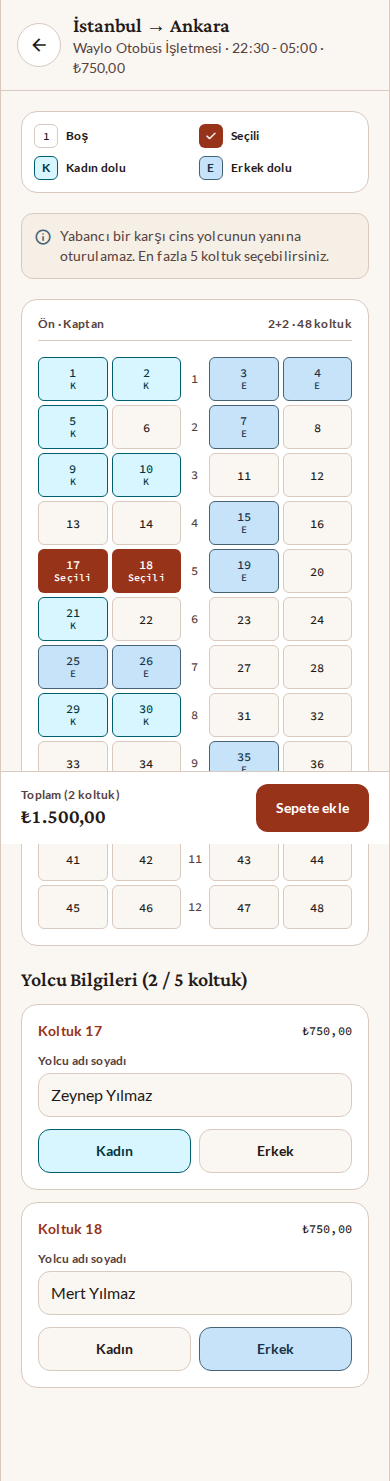 İstanbul → Ankara
Waylo Otobüs İşletmesi · 22:30 - 05:00 ·
₺750,00
1 Boş Seçili
K Kadın dolu E Erkek dolu
Yabancı bir karşı cins yolcunun yanına
oturulamaz. En fazla 5 koltuk seçebilirsiniz.
Ön · Kaptan 2+2 · 48 koltuk
1 2 1 3 4
K K E E
5 6 2 7 8
K E
9 10 3 11 12
K K
13 14 4 15 16
E
17 18 5 19 20
Seçili Seçili E
21 22 6 23 24
K
25 26 7 27 28
E E
29 30 8 31 32
K K
33 34 9 35 36
E
Toplam (2 koltuk)
₺1.500,00
Sepete ekle
41 42 11 43 44
45 46 12 47 48
Yolcu Bilgileri (2 / 5 koltuk)
Koltuk 17 ₺750,00
Yolcu adı soyadı
Zeynep Yılmaz
Kadın Erkek
Koltuk 18 ₺750,00
Yolcu adı soyadı
Mert Yılmaz
Kadın Erkek